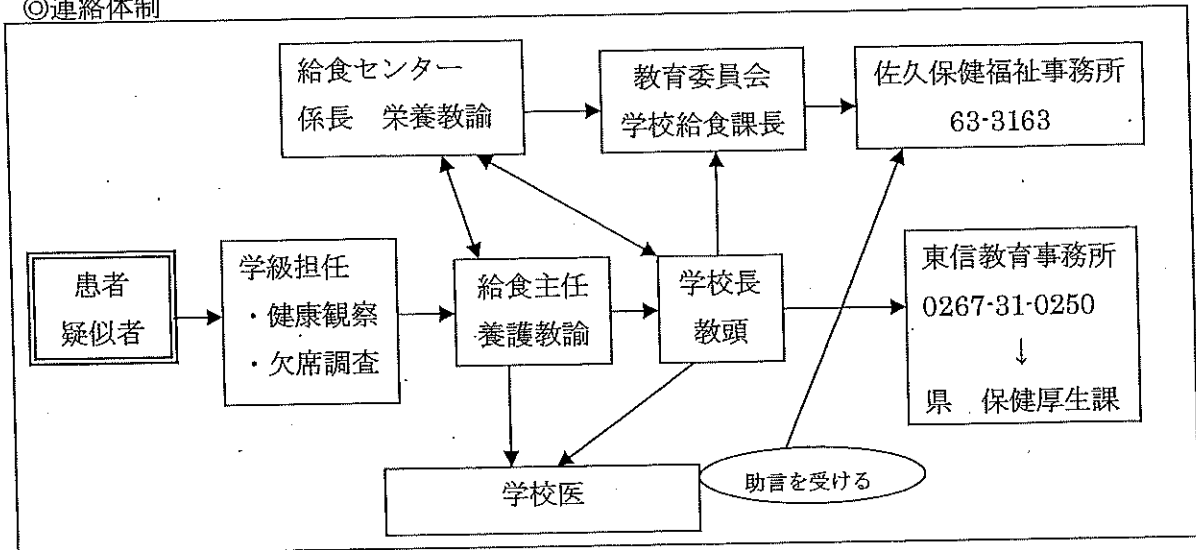 ◎連絡体制
給食センター
係長 栄養教諭
教育委員会
学校給食課長
佐久保健福祉事務所
63-3163
患者
疑似者
学級担任
・健康観察
・欠席調査
給食主任
養護教諭
学校長
教頭
東信教育事務所
0267-31-0250
↓
県 保健厚生課
学校医
助言を受ける